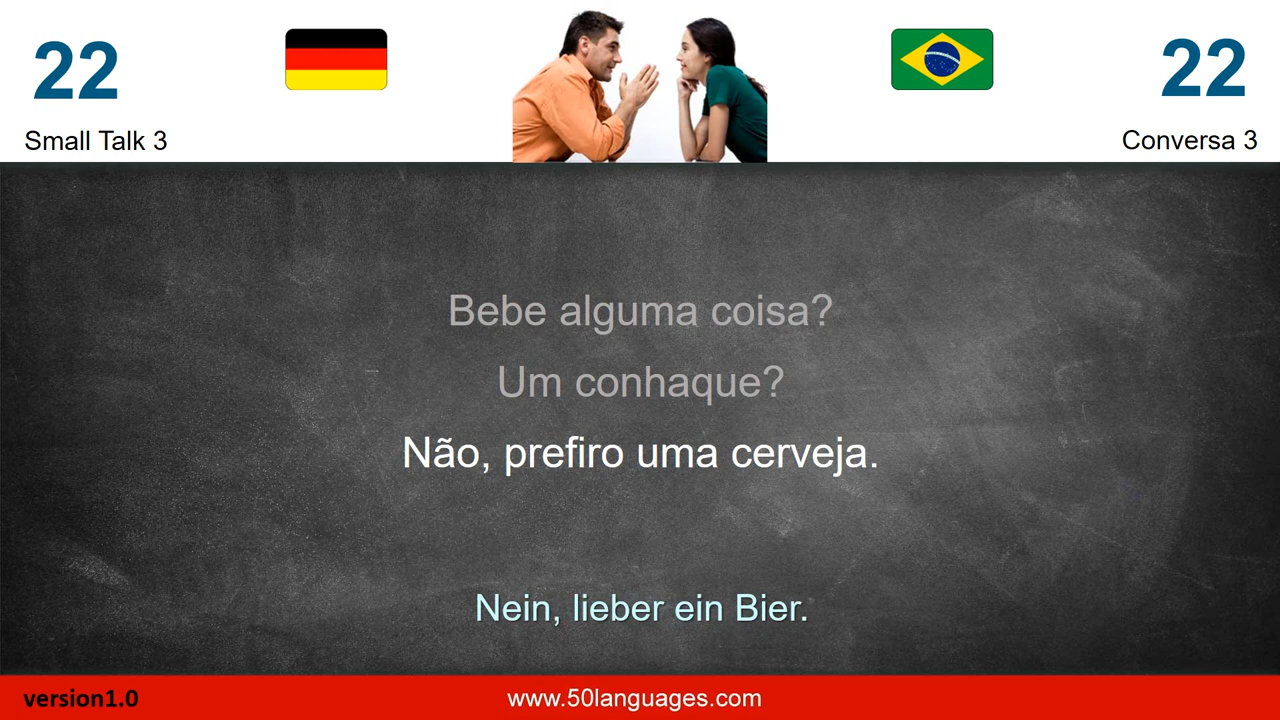 22
22
Small Talk 3
Conversa 3
Bebe alguma coisa?
Um conhaque?
Não, prefiro uma cerveja.
Nein, lieber ein Bier.
version1.0
www.50languages.com